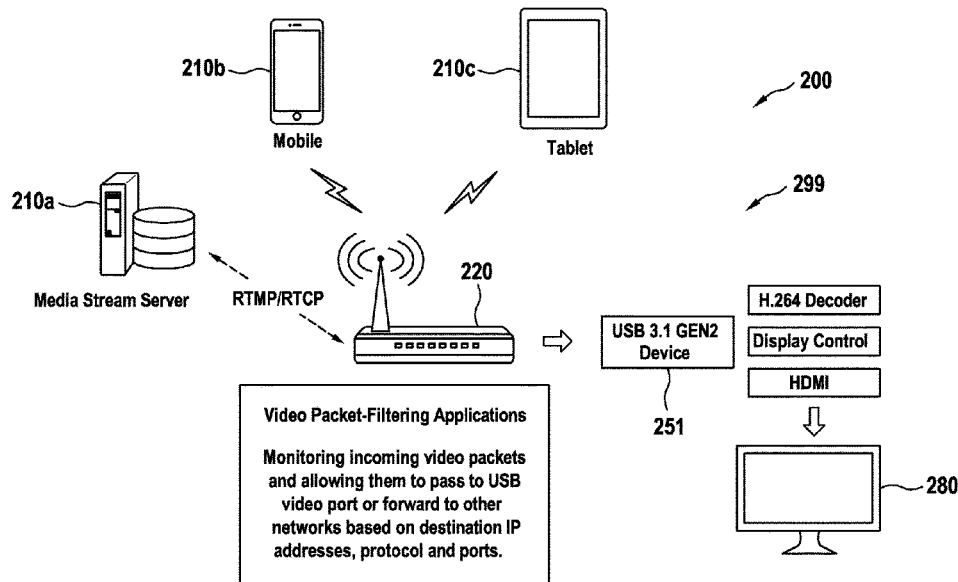 210b
210c
200
Mobile
Tablet
210a
299
Media Stream Server
RTMP/RTCP
220
USB 3.1 GEN2
Device
251
H.264 Decoder
Display Control
HDMI
280
Video Packet-Filtering Applications
Monitoring incoming video packets
and allowing them to pass to USB
video port or forward to other
networks based on destination IP
addresses, protocol and ports.